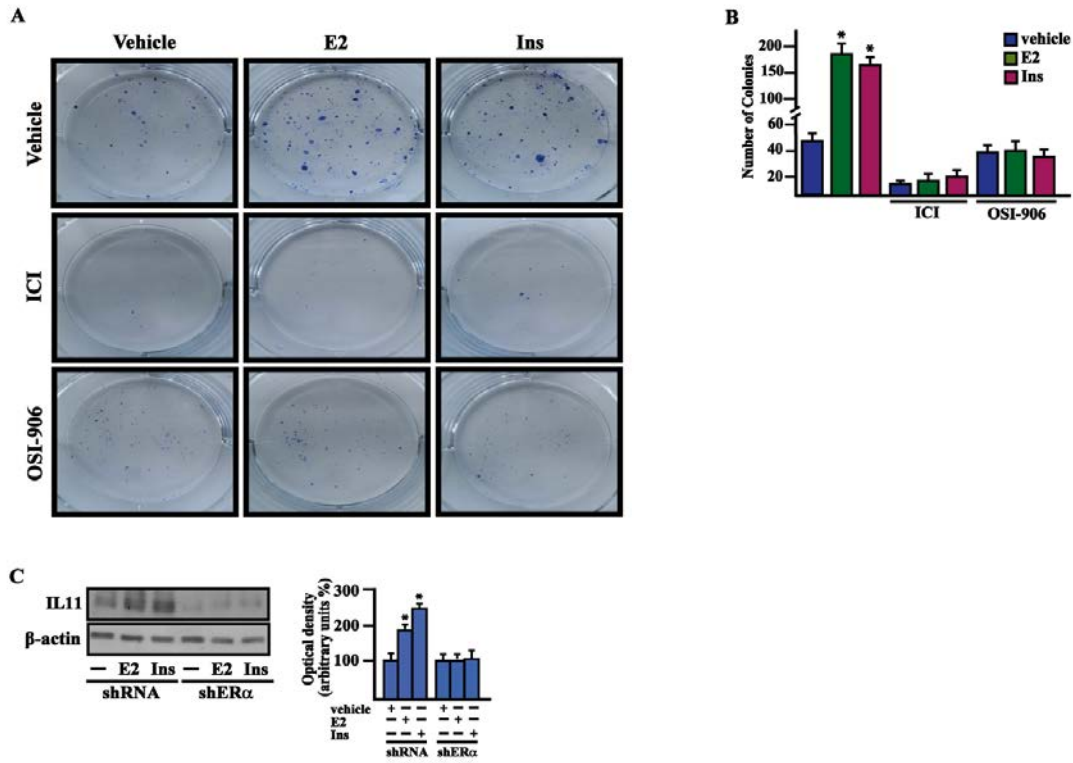 A
Vehicle E2 Ins
Vehicle
ICI
OSI-906
B
Number of Colonies
200
150
100
60
40
20
*
*
ICI OSI-906
vehicle
E2
Ins
C
IL11
β-actin
— E2 Ins — E2 Ins
shRNA shERα
Optical density
(arbitrary units %)
300
200
100
*
*
vehicle + – – + – –
E2 – + – – + –
Ins – – + – – +
shRNA shERα